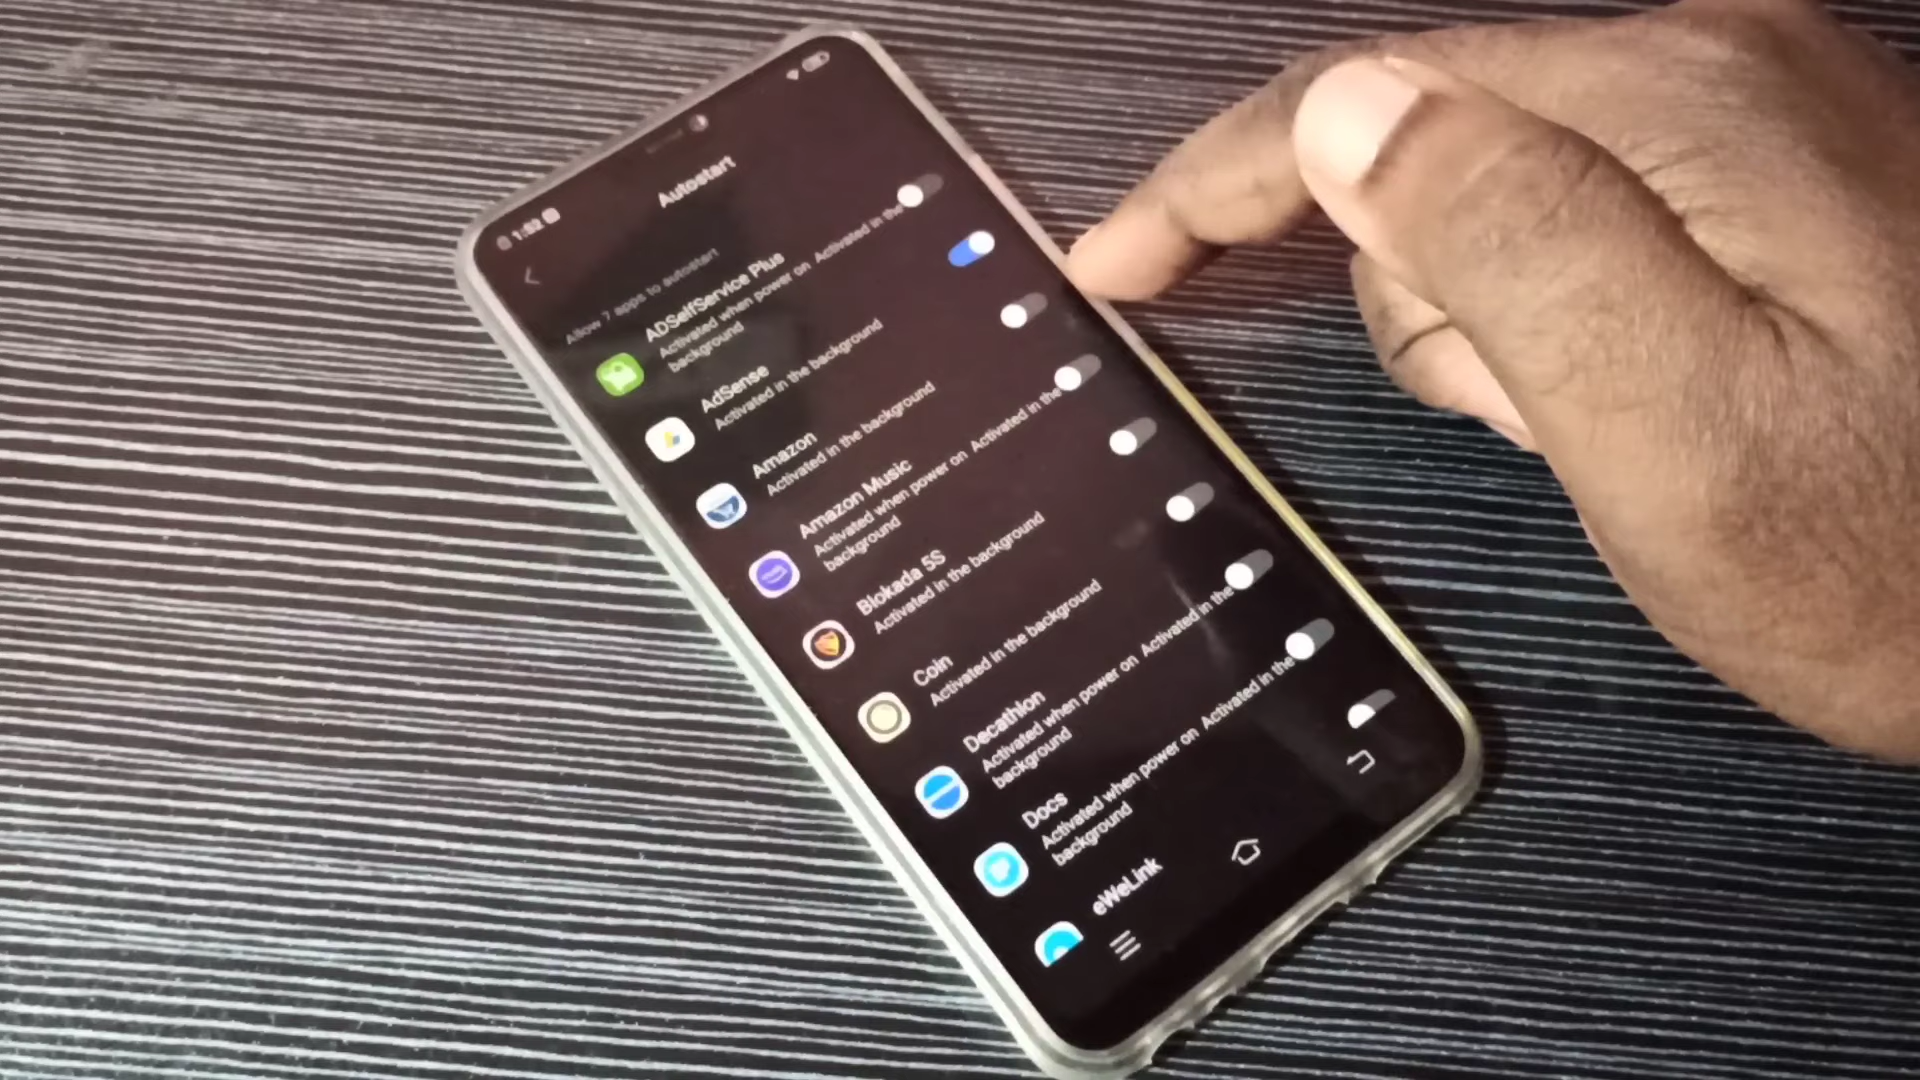 1:52
Autostart
Allow 7 apps to autostart
ADSelfService Plus
Activated when power on Activated in the
background
AdSense
Activated in the background
Amazon
Activated in the background
Amazon Music
Activated when power on Activated in the
background
Blokada 5S
Activated in the background
Coin
Activated in the background
Decathlon
Activated when power on Activated in the
background
Docs
Activated when power on Activated in the
background
eWeLink